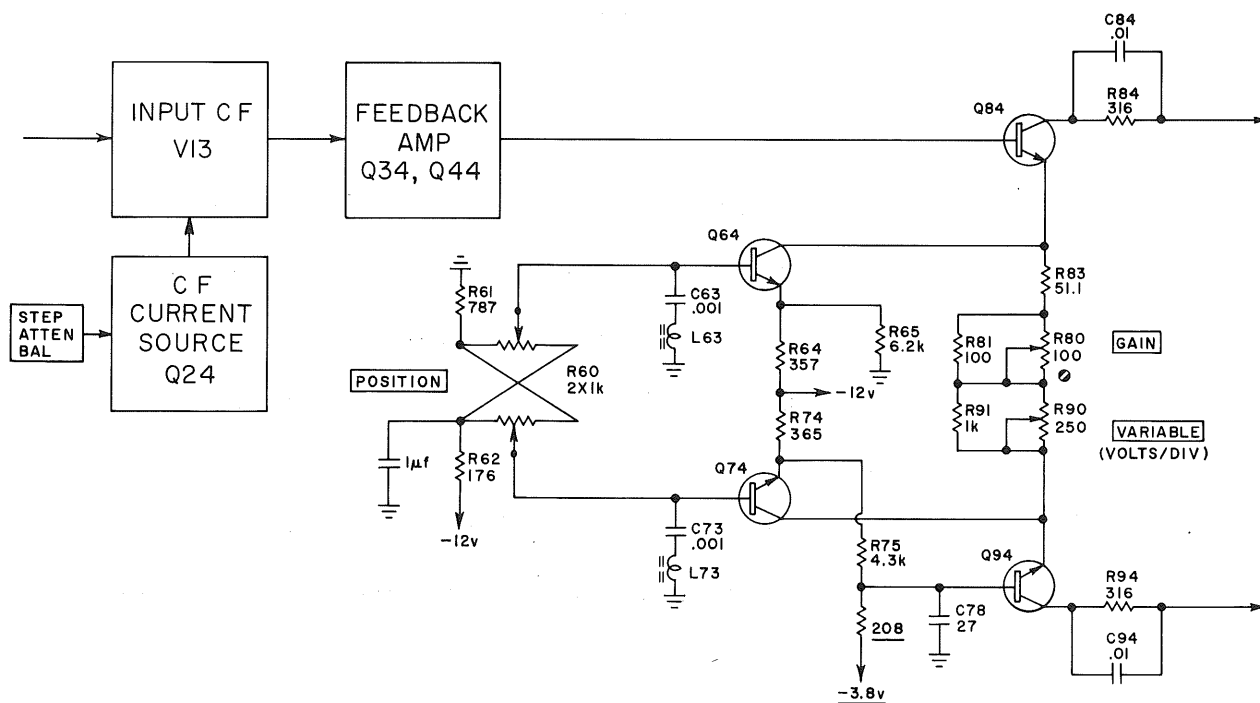 INPUT CF
V13
FEEDBACK
AMP
Q34, Q44
CF
CURRENT
SOURCE
Q24
STEP
ATTEN
BAL
R61
787
POSITION
R60
2X1k
1µf
R62
176
-12v
C63
.001
L63
C73
.001
L73
Q64
R65
6.2k
R64
357
-12v
R74
365
Q74
R75
4.3k
208
-3.8v
C78
27
Q84
C84
.01
R84
316
R83
51.1
R81
100
R80
100
GAIN
R91
1k
R90
250
VARIABLE
(VOLTS/DIV)
Q94
R94
316
C94
.01